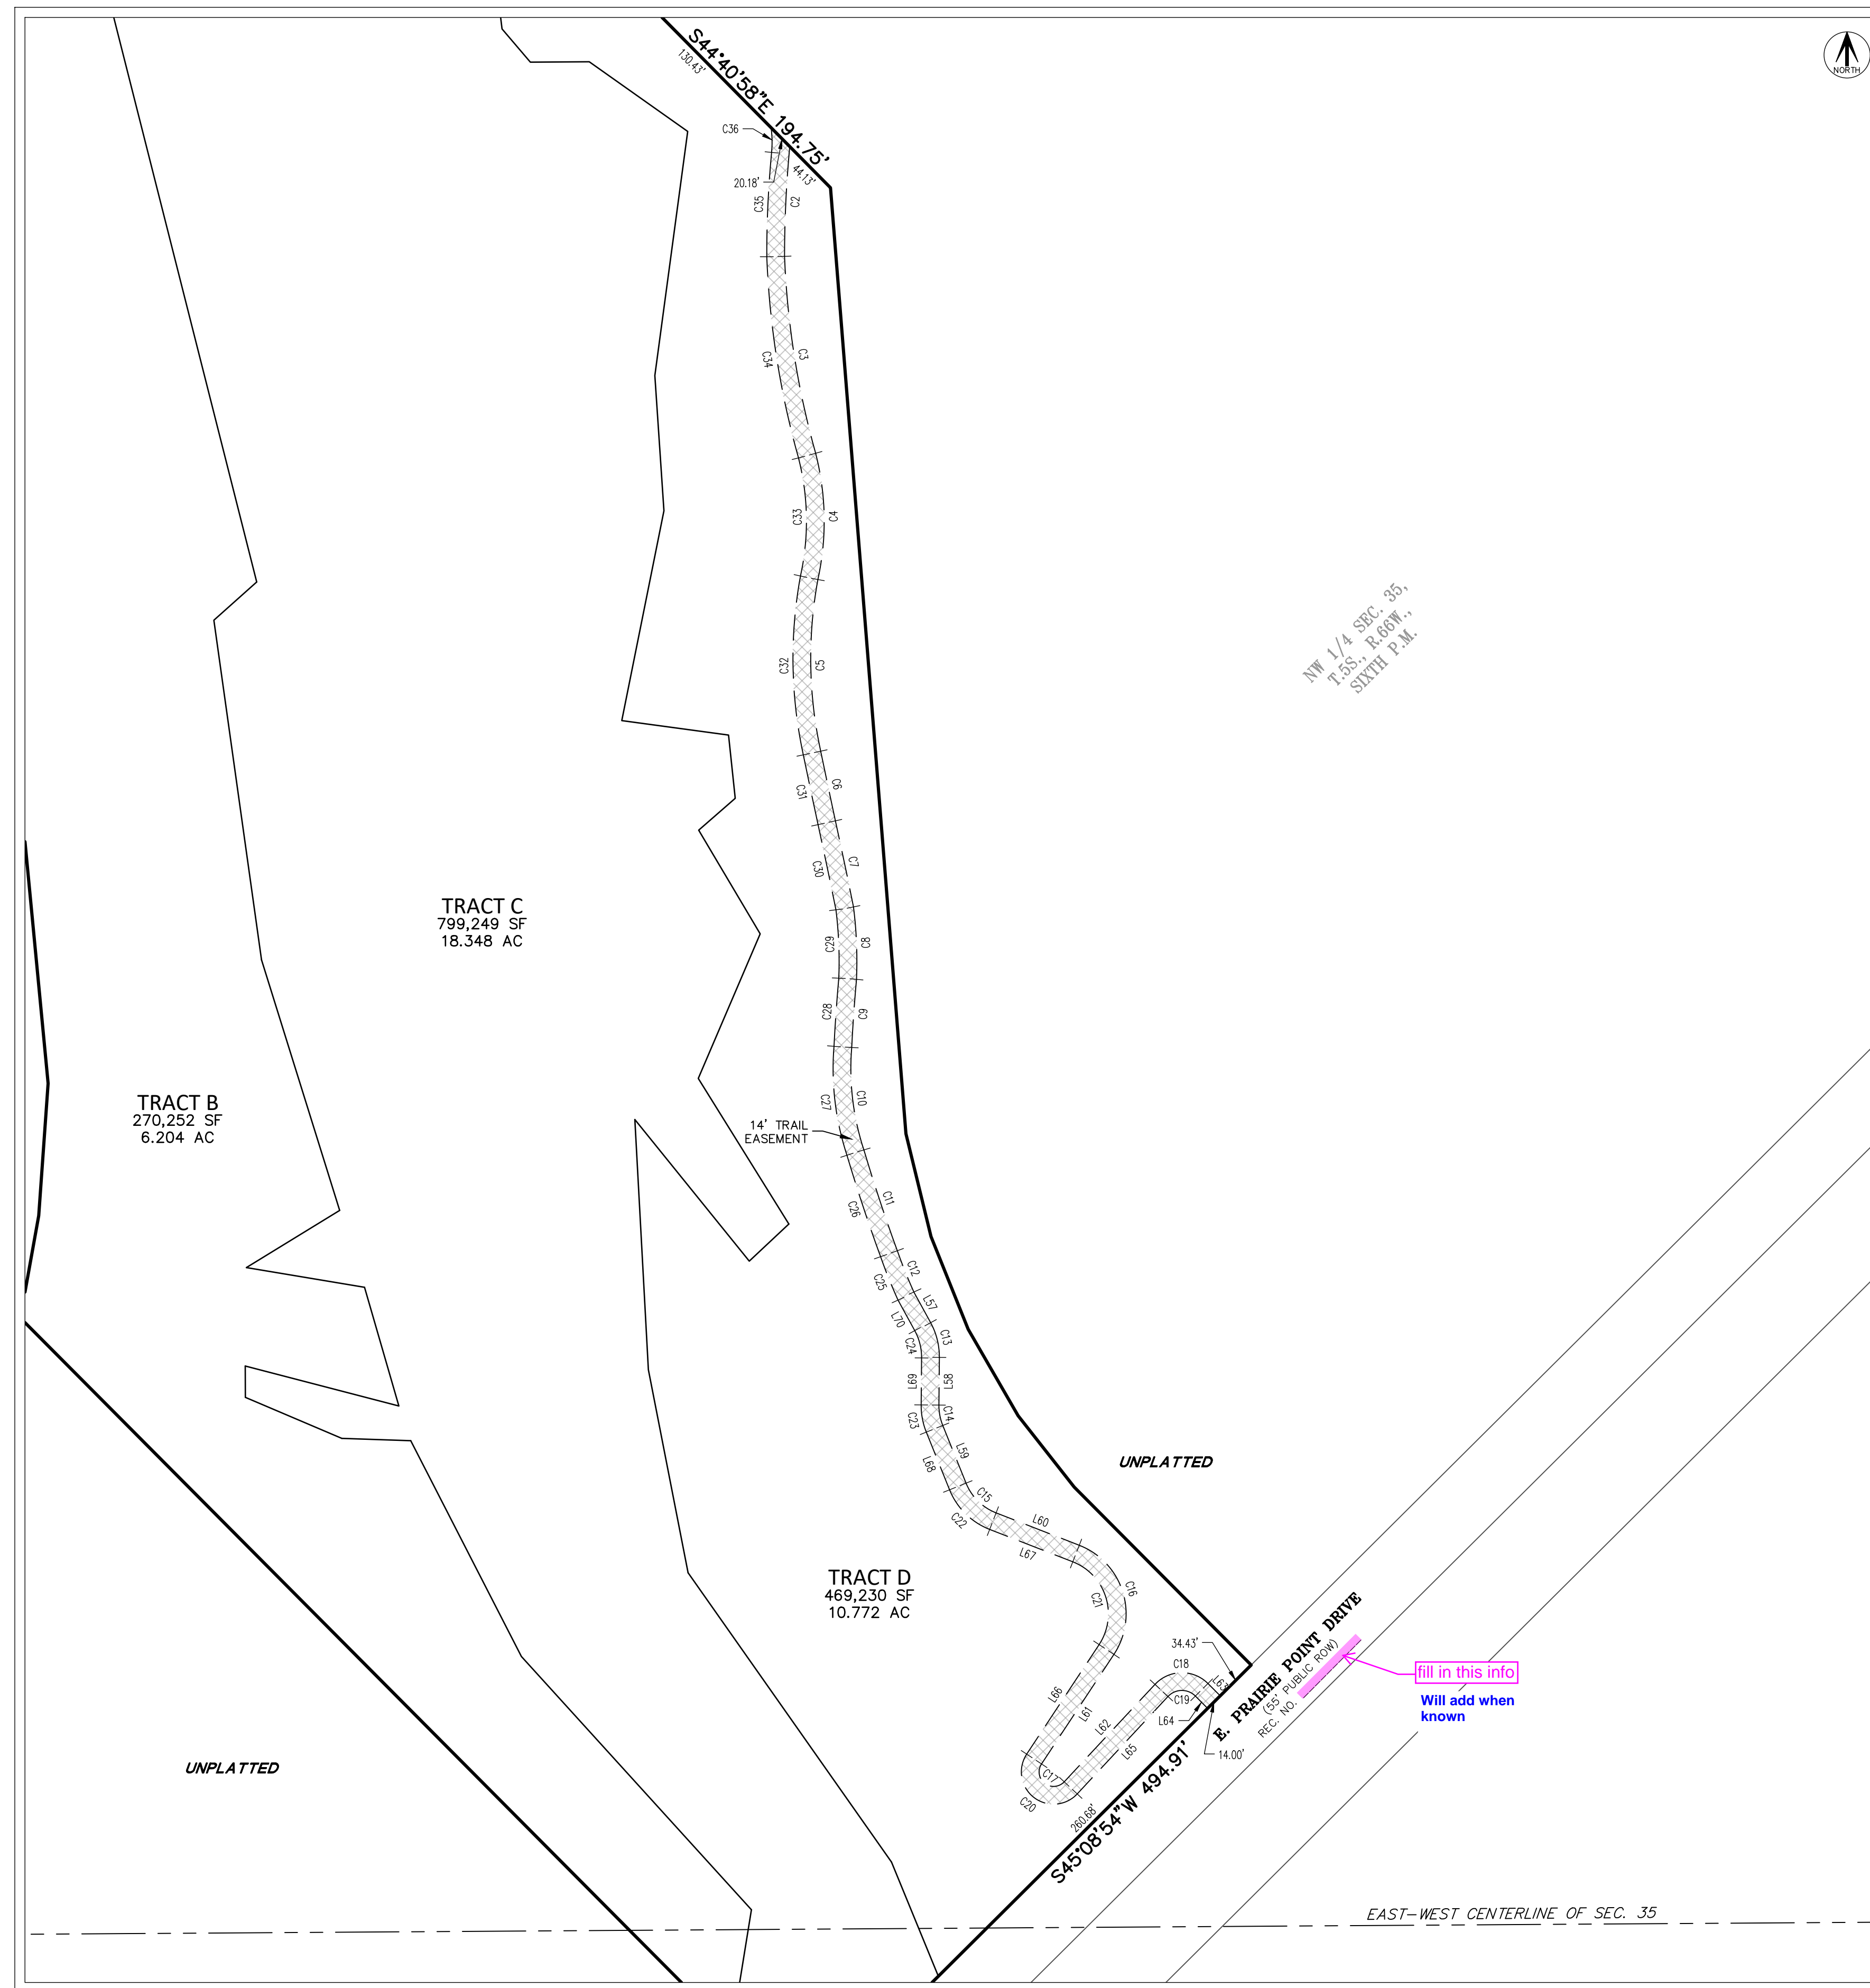 S44°40'58"E 194.75'
130.43'
NORTH
C36
20.18'
44.13'
C35
C2
C34
C3
C33
C4
NW 1/4 SEC. 35,
T.5S., R.66W.,
SIXTH P.M.
C32
C5
C31
C6
C30
C7
TRACT C
799,249 SF
18.348 AC
C29
C8
C28
C9
TRACT B
270,252 SF
6.204 AC
C27
C10
14' TRAIL
EASEMENT
C26
C11
C25
C12
L57
L70
C24
C13
L69
L58
C23
C14
L68
L59
UNPLATTED
C15
C22
L60
L67
TRACT D
469,230 SF
10.772 AC
C16
C21
34.43'
C18
L63
C19
L64
14.00'
L66
L61
L62
L65
C17
C20
260.68'
S45°08'54"W 494.91'
E. PRAIRIE POINT DRIVE
(55' PUBLIC ROW)
REC. NO.
fill in this info
Will add when
known
UNPLATTED
EAST-WEST CENTERLINE OF SEC. 35